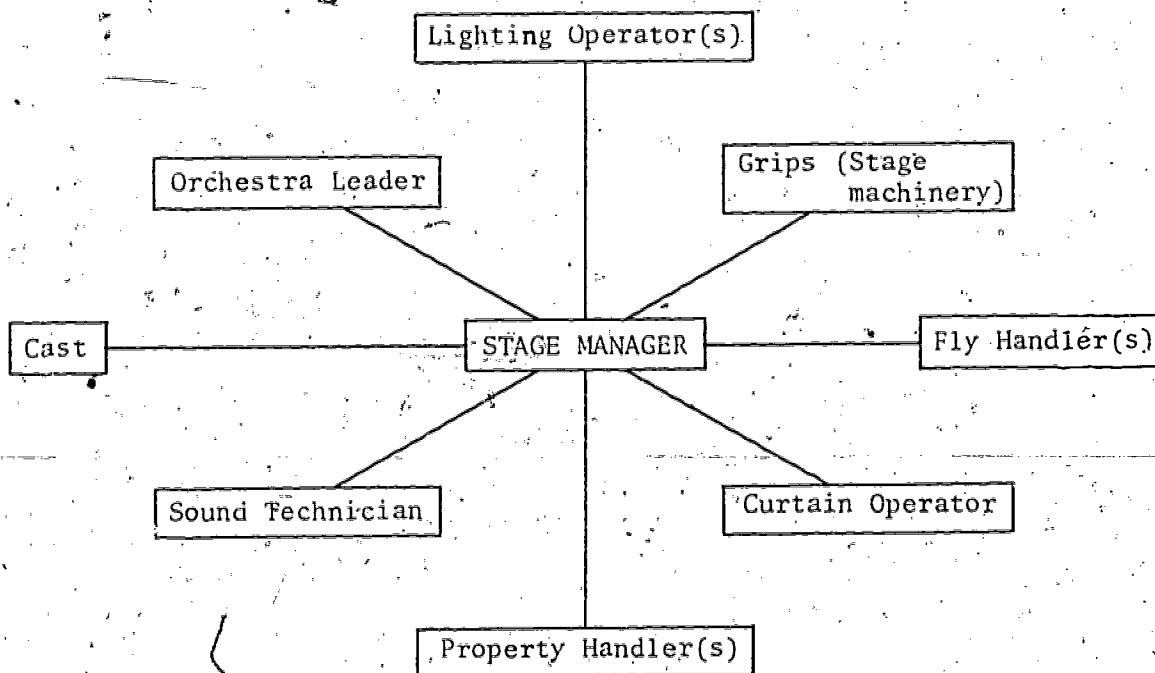 Lighting Operator(s)
Orchestra Leader
Grips (Stage
machinery)
Cast
STAGE MANAGER
Fly Handler(s)
Sound Technician
Curtain Operator
Property Handler(s)